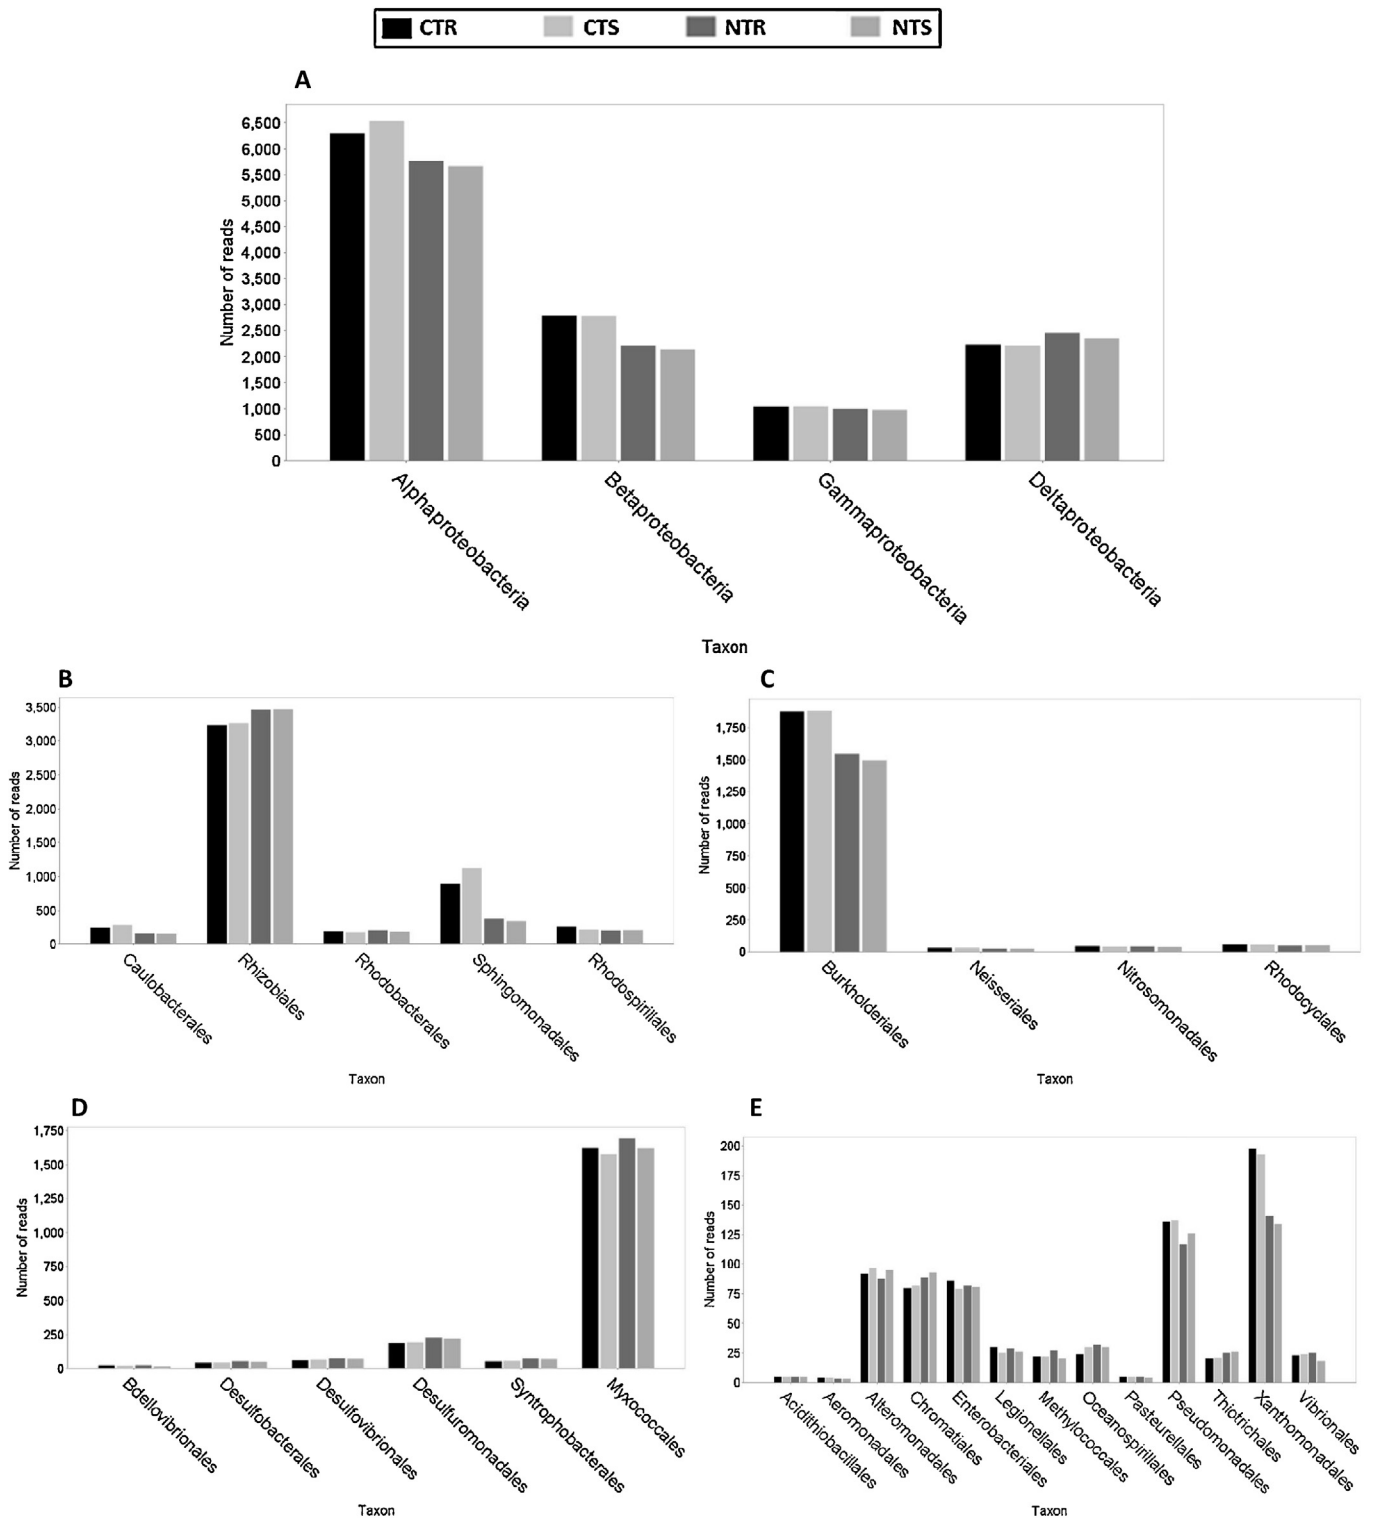 CTR CTS NTR NTS
A
6,500
6,000
5,500
5,000
4,500
4,000
3,500
3,000
2,500
2,000
1,500
1,000
500
0
Number of reads
Alphaproteobacteria
Betaproteobacteria
Gammaproteobacteria
Deltaproteobacteria
Taxon
B
3,500
3,000
2,500
2,000
1,500
1,000
500
0
Number of reads
Caulobacterales
Rhizobiales
Rhodobacterales
Sphingomonadales
Rhodospirillales
Taxon
C
1,750
1,500
1,250
1,000
750
500
250
0
Number of reads
Burkholderiales
Neisseriales
Nitrosomonadales
Rhodocyclales
Taxon
D
1,750
1,500
1,250
1,000
750
500
250
0
Number of reads
Bdellovibrionales
Desulfobacterales
Desulfovibrionales
Desulfuromonadales
Syntrophobacterales
Myxococcales
Taxon
E
200
175
150
125
100
75
50
25
0
Number of reads
Acidithiobacillales
Aeromonadales
Alteromonadales
Chromatiales
Enterobacteriales
Legionellales
Methylococcales
Oceanospirillales
Pasteurellales
Pseudomonadales
Thiotrichales
Xanthomonadales
Vibrionales
Taxon